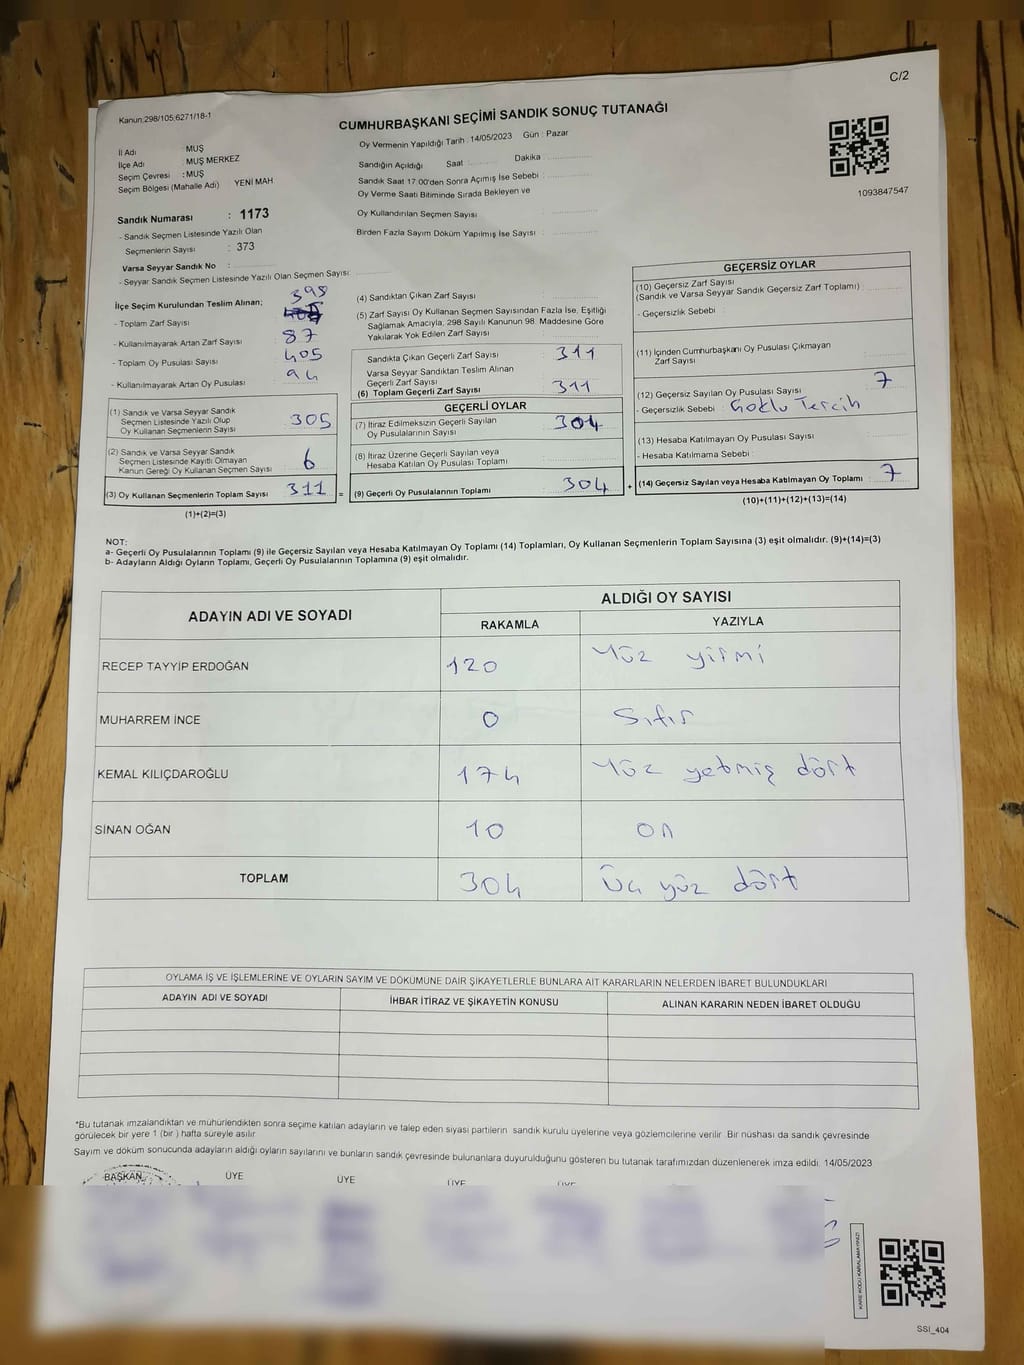 C/2
Kanun:298/105;6271/18-1
CUMHURBAŞKANI SEÇİMİ SANDIK SONUÇ TUTANAĞI
İl Adı : MUŞ
İlçe Adı : MUŞ MERKEZ
Seçim Çevresi : MUŞ
Seçim Bölgesi (Mahalle Adı) YENİ MAH
Oy Vermenin Yapıldığı Tarih : 14/05/2023 Gün : Pazar
Sandığın Açıldığı Saat Dakika
Sandık Saat 17:00'den Sonra Açımış İse Sebebi :
Oy Verme Saati Bitiminde Sırada Bekleyen ve
Oy Kullandırılan Seçmen Sayısı :
Birden Fazla Sayım Döküm Yapılmış İse Sayısı :
1093847547
Sandık Numarası : 1173
- Sandık Seçmen Listesinde Yazılı Olan
Seçmenlerin Sayısı : 373
Varsa Seyyar Sandık No :
- Seyyar Sandık Seçmen Listesinde Yazılı Olan Seçmen Sayısı:
İlçe Seçim Kurulundan Teslim Alınan;
- Toplam Zarf Sayısı 398
- Kullanılmayarak Artan Zarf Sayısı 87
- Toplam Oy Pusulası Sayısı 405
- Kullanılmayarak Artan Oy Pusulası 94
(1) Sandık ve Varsa Seyyar Sandık
Seçmen Listesinde Yazılı Olup
Oy Kullanan Seçmenlerin Sayısı 305
(2) Sandık ve Varsa Seyyar Sandık
Seçmen Listesinde Kayıtlı Olmayan
Kanun Gereği Oy Kullanan Seçmen Sayısı 6
(3) Oy Kullanan Seçmenlerin Toplam Sayısı 311 =
(1)+(2)=(3)
(4) Sandıktan Çıkan Zarf Sayısı :
(5) Zarf Sayısı Oy Kullanan Seçmen Sayısından Fazla İse, Eşitliği
Sağlamak Amacıyla, 298 Sayılı Kanunun 98. Maddesine Göre
Yakılarak Yok Edilen Zarf Sayısı :
Sandıkta Çıkan Geçerli Zarf Sayısı : 311
Varsa Seyyar Sandıktan Teslim Alınan
Geçerli Zarf Sayısı :
(6) Toplam Geçerli Zarf Sayısı 311
GEÇERLİ OYLAR
(7) İtiraz Edilmeksizin Geçerli Sayılan
Oy Pusulalarının Sayısı 304
(8) İtiraz Üzerine Geçerli Sayılan veya
Hesaba Katılan Oy Pusulası Toplamı
(9) Geçerli Oy Pusulalarının Toplamı 304 +
GEÇERSİZ OYLAR
(10) Geçersiz Zarf Sayısı
(Sandık ve Varsa Seyyar Sandık Geçersiz Zarf Toplamı) :
- Geçersizlik Sebebi :
(11) İçinden Cumhurbaşkanı Oy Pusulası Çıkmayan
Zarf Sayısı
(12) Geçersiz Sayılan Oy Pusulası Sayısı 7
- Geçersizlik Sebebi : Çoklu Tercih
(13) Hesaba Katılmayan Oy Pusulası Sayısı
- Hesaba Katılmama Sebebi :
(14) Geçersiz Sayılan veya Hesaba Katılmayan Oy Toplamı : 7
(10)+(11)+(12)+(13)=(14)
NOT:
a- Geçerli Oy Pusulalarının Toplamı (9) ile Geçersiz Sayılan veya Hesaba Katılmayan Oy Toplamı (14) Toplamları, Oy Kullanan Seçmenlerin Toplam Sayısına (3) eşit olmalıdır. (9)+(14)=(3)
b- Adayların Aldığı Oyların Toplamı, Geçerli Oy Pusulalarının Toplamına (9) eşit olmalıdır.
ADAYIN ADI VE SOYADI ALDIĞI OY SAYISI
RAKAMLA YAZIYLA
RECEP TAYYİP ERDOĞAN 120 Yüz yirmi
MUHARREM İNCE 0 Sıfır
KEMAL KILIÇDAROĞLU 174 Yüz yetmiş dört
SİNAN OĞAN 10 on
TOPLAM 304 Üç yüz dört
OYLAMA İŞ VE İŞLEMLERİNE VE OYLARIN SAYIM VE DÖKÜMÜNE DAİR ŞİKAYETLERLE BUNLARA AİT KARARLARIN NELERDEN İBARET BULUNDUKLARI
ADAYIN ADI VE SOYADI İHBAR İTİRAZ VE ŞİKAYETİN KONUSU ALINAN KARARIN NEDEN İBARET OLDUĞU
*Bu tutanak imzalandıktan ve mühürlendikten sonra seçime katılan adayların ve talep eden siyasi partilerin sandık kurulu üyelerine veya gözlemcilerine verilir. Bir nüshası da sandık çevresinde
görülecek bir yere 1 (bir ) hafta süreyle asılır
Sayım ve döküm sonucunda adayların aldığı oyların sayılarını ve bunların sandık çevresinde bulunanlara duyurulduğunu gösteren bu tutanak tarafımızdan düzenlenerek imza edildi. 14/05/2023
BAŞKAN ÜYE ÜYE ÜYE ÜYE
KARE KODU KARALAMAYINIZ!
SSI_404